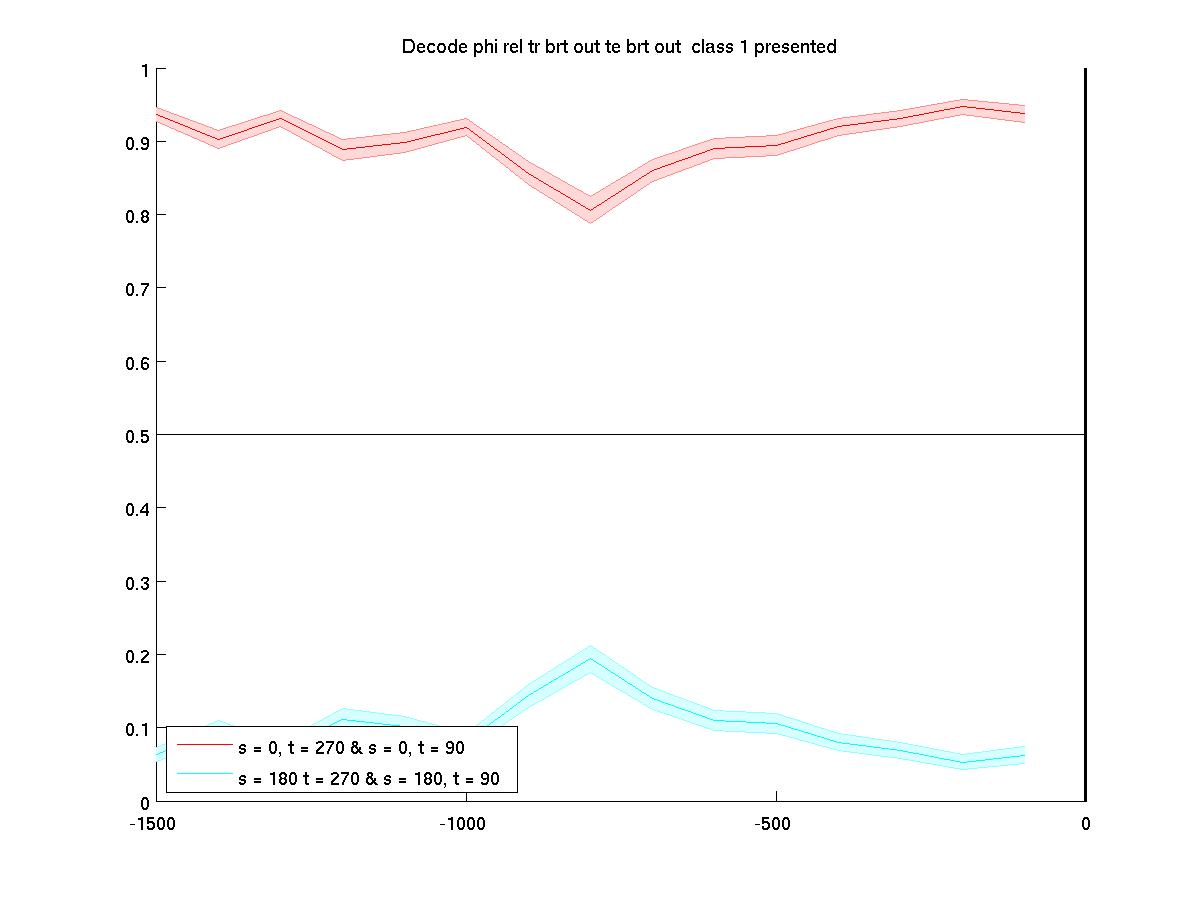 Decode phi rel tr brt out te brt out  class 1 presented
1
0.9
0.8
0.7
0.6
0.5
0.4
0.3
0.2
0.1
0
s = 0, t = 270 & s = 0, t = 90
s = 180 t = 270 & s = 180, t = 90
-1500 -1000 -500 0